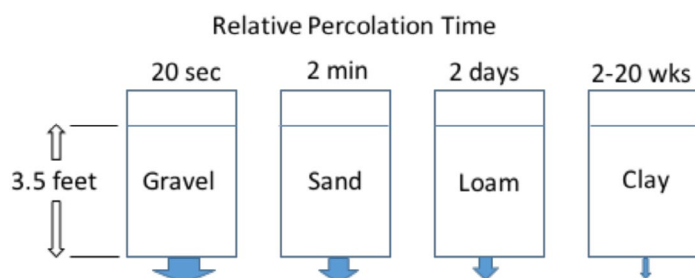 Relative Percolation Time
20 sec 2 min 2 days 2-20 wks
3.5 feet Gravel Sand Loam Clay